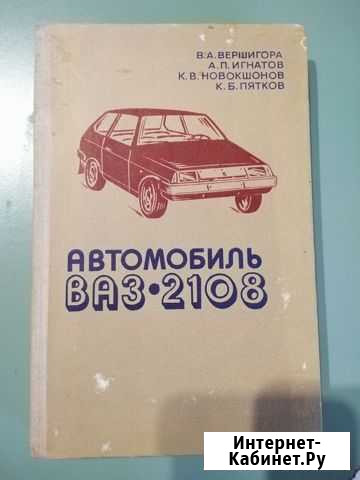 В.А.ВЕРШИГОРА
А.П.ИГНАТОВ
К.В.НОВОКШОНОВ
К.Б.ПЯТКОВ
АВТОМОБИЛЬ
ВАЗ•2108
Интернет-
Кабинет.Ру